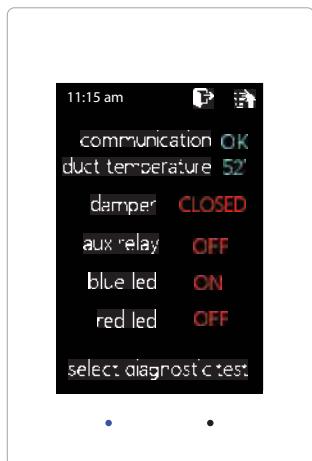 11:15 am
communication OK
duct temperature 52°
damper CLOSED
aux relay OFF
blue led ON
red led OFF
select diagnostic test